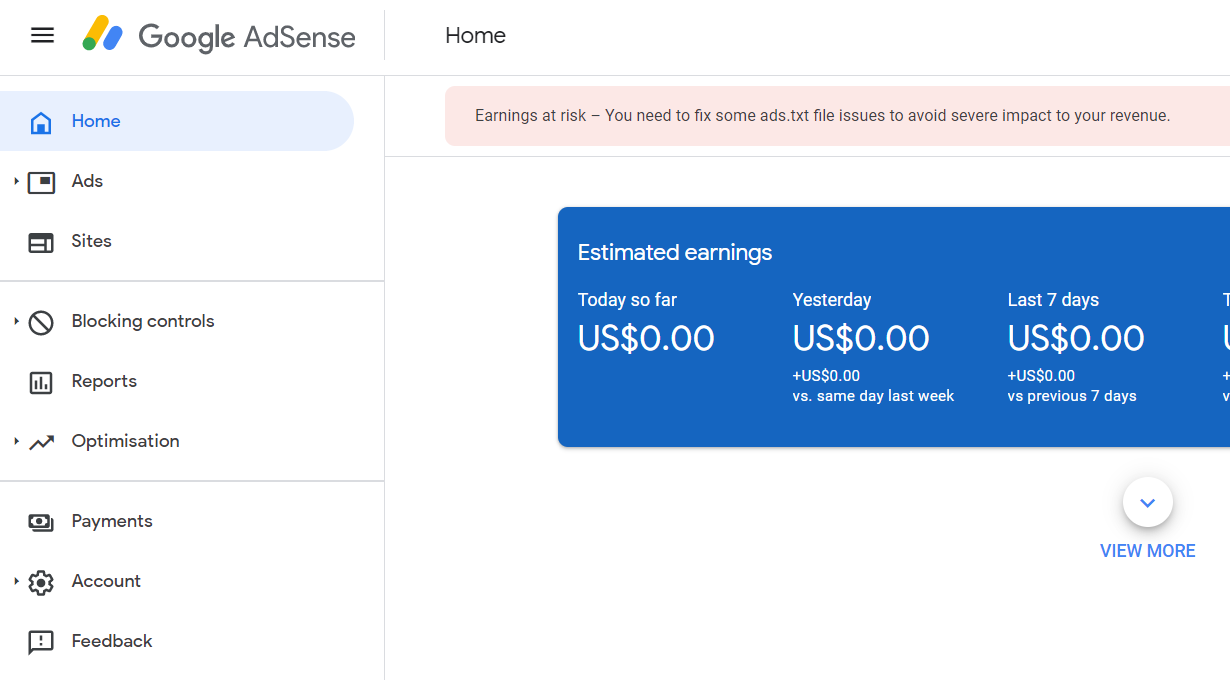 Google AdSense
Home
Home
Ads
Sites
Blocking controls
Reports
Optimisation
Payments
Account
Feedback
Earnings at risk – You need to fix some ads.txt file issues to avoid severe impact to your revenue.
Estimated earnings
Today so far
US$0.00
Yesterday
US$0.00
+US$0.00
vs. same day last week
Last 7 days
US$0.00
+US$0.00
vs previous 7 days
VIEW MORE